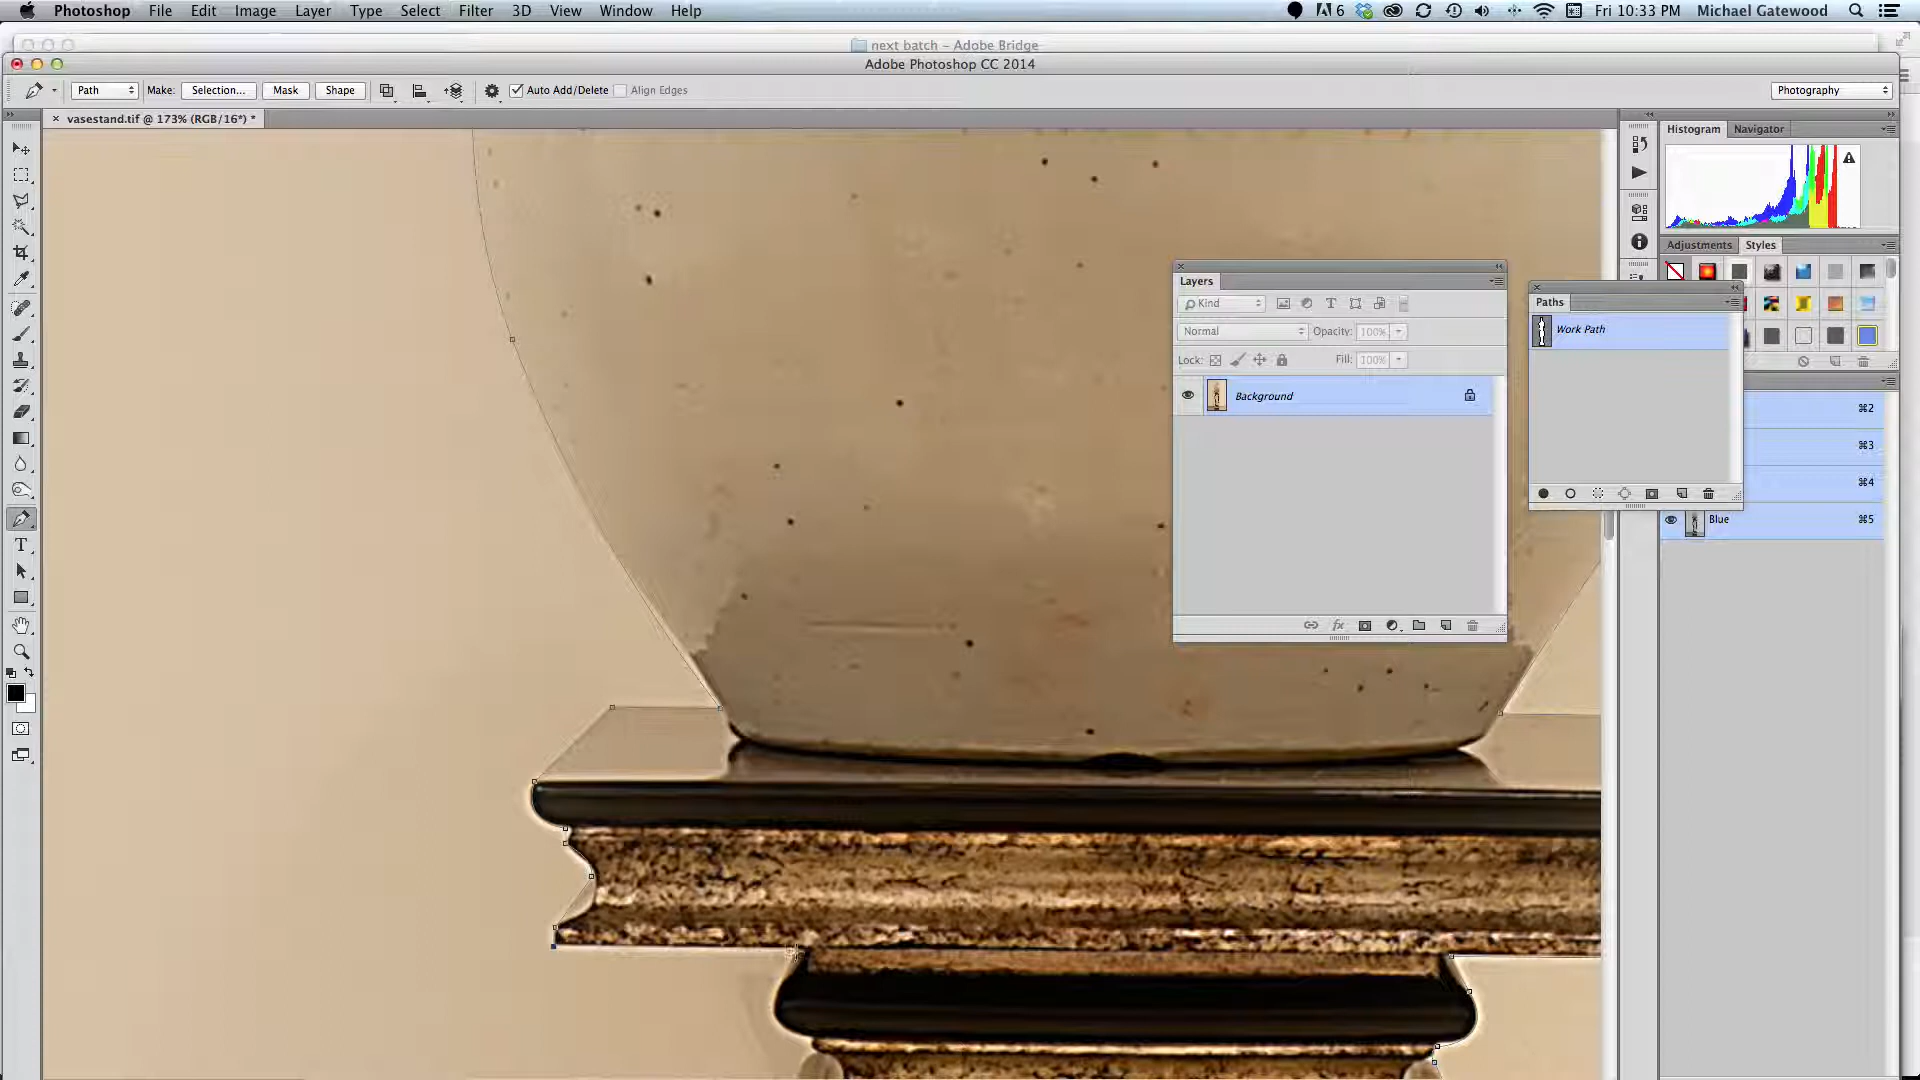 Photoshop File Edit Image Layer Type Select Filter 3D View Window Help 6 Fri 10:33 PM Michael Gatewood
next batch – Adobe Bridge
Adobe Photoshop CC 2014
Path Make: Selection... Mask Shape Auto Add/Delete Align Edges Photography
× vasestand.tif @ 173% (RGB/16*) *
Histogram Navigator
Adjustments Styles
Layers
Kind
Normal Opacity: 100%
Lock: Fill: 100%
Background
Paths
Work Path
⌘2
⌘3
⌘4
Blue ⌘5